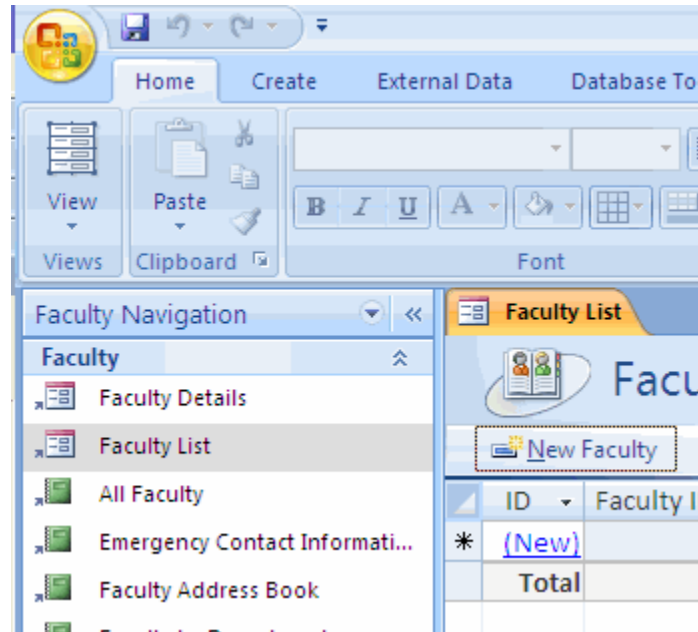 Home Create External Data Database To
View Paste B I U A
Views Clipboard Font
Faculty Navigation
Faculty List
Faculty
Facu
Faculty Details
Faculty List
New Faculty
All Faculty
ID Faculty I
Emergency Contact Informati...
* (New)
Faculty Address Book
Total